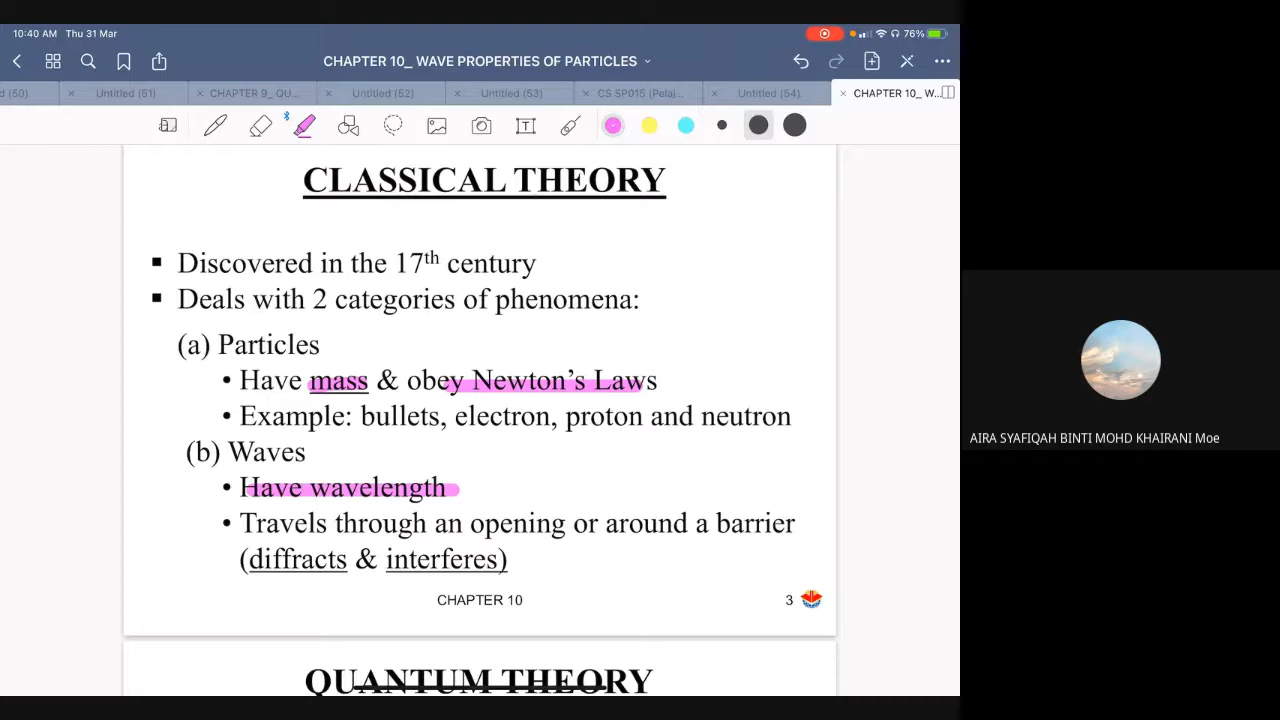 10:40 AM Thu 31 Mar
76%
CHAPTER 10_ WAVE PROPERTIES OF PARTICLES
d (50)
Untitled (51)
CHAPTER 9_ QU...
Untitled (52)
Untitled (53)
CS SP015 (Pelaj...
Untitled (54)
CHAPTER 10_ W...
T
CLASSICAL THEORY
▪ Discovered in the 17th century
▪ Deals with 2 categories of phenomena:
(a) Particles
• Have mass & obey Newton's Laws
• Example: bullets, electron, proton and neutron
(b) Waves
• Have wavelength
• Travels through an opening or around a barrier
(diffracts & interferes)
CHAPTER 10
3
QUANTUM THEORY
AIRA SYAFIQAH BINTI MOHD KHAIRANI Moe